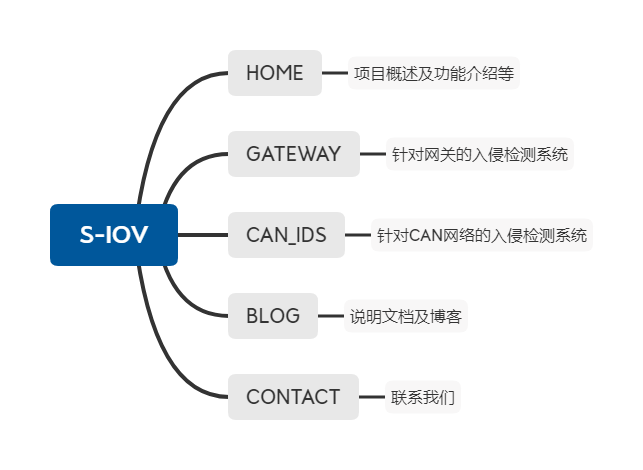 S-IOV
HOME
项目概述及功能介绍等
GATEWAY
针对网关的入侵检测系统
CAN_IDS
针对CAN网络的入侵检测系统
BLOG
说明文档及博客
CONTACT
联系我们